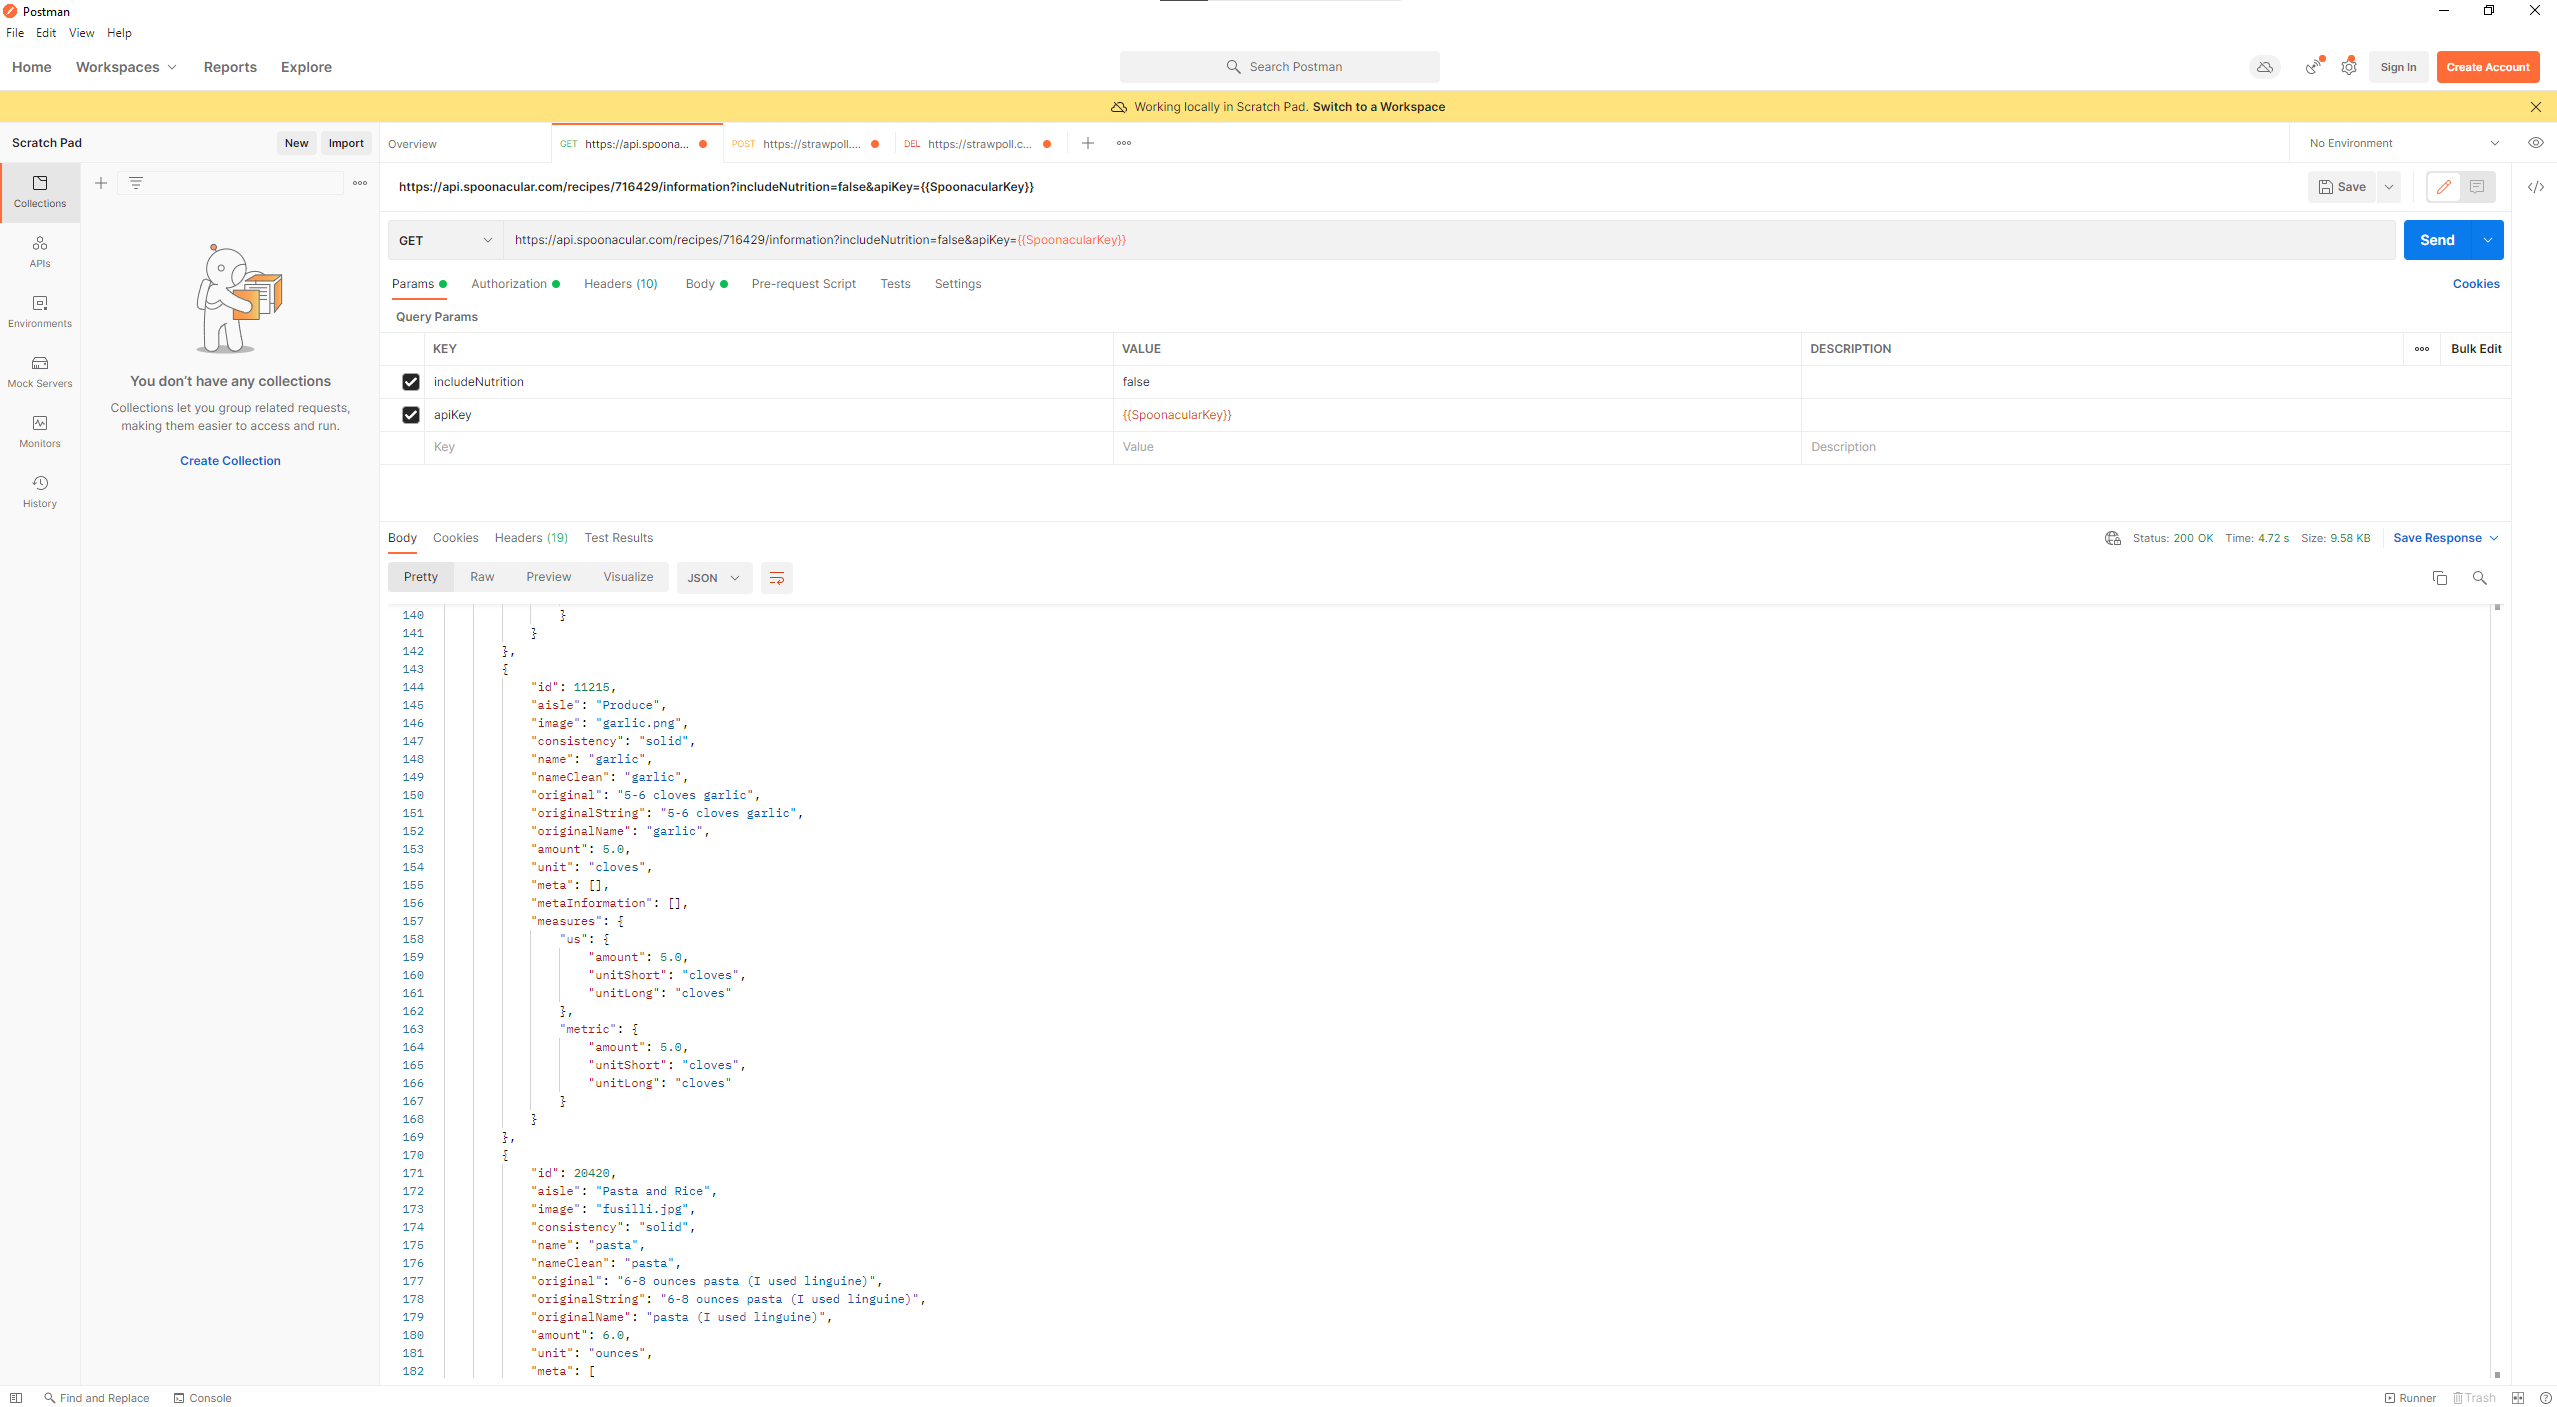 Postman
File Edit View Help
Home Workspaces Reports Explore
Search Postman
Sign In Create Account
Working locally in Scratch Pad. Switch to a Workspace
Scratch Pad New Import
Overview GET https://api.spoona... POST https://strawpoll.... DEL https://strawpoll.c... No Environment
Collections
APIs
Environments
Mock Servers
Monitors
History
You don't have any collections
Collections let you group related requests,
making them easier to access and run.
Create Collection
https://api.spoonacular.com/recipes/716429/information?includeNutrition=false&apiKey={{SpoonacularKey}}
Save
GET https://api.spoonacular.com/recipes/716429/information?includeNutrition=false&apiKey={{SpoonacularKey}}
Send
Params Authorization Headers (10) Body Pre-request Script Tests Settings Cookies
Query Params
KEY VALUE DESCRIPTION Bulk Edit
includeNutrition false
apiKey {{SpoonacularKey}}
Key Value Description
Body Cookies Headers (19) Test Results
Status: 200 OK Time: 4.72 s Size: 9.58 KB Save Response
Pretty Raw Preview Visualize JSON
140 }
141 }
142 },
143 {
144 "id": 11215,
145 "aisle": "Produce",
146 "image": "garlic.png",
147 "consistency": "solid",
148 "name": "garlic",
149 "nameClean": "garlic",
150 "original": "5-6 cloves garlic",
151 "originalString": "5-6 cloves garlic",
152 "originalName": "garlic",
153 "amount": 5.0,
154 "unit": "cloves",
155 "meta": [],
156 "metaInformation": [],
157 "measures": {
158 "us": {
159 "amount": 5.0,
160 "unitShort": "cloves",
161 "unitLong": "cloves"
162 },
163 "metric": {
164 "amount": 5.0,
165 "unitShort": "cloves",
166 "unitLong": "cloves"
167 }
168 }
169 },
170 {
171 "id": 20420,
172 "aisle": "Pasta and Rice",
173 "image": "fusilli.jpg",
174 "consistency": "solid",
175 "name": "pasta",
176 "nameClean": "pasta",
177 "original": "6-8 ounces pasta (I used linguine)",
178 "originalString": "6-8 ounces pasta (I used linguine)",
179 "originalName": "pasta (I used linguine)",
180 "amount": 6.0,
181 "unit": "ounces",
182 "meta": [
Find and Replace Console Runner Trash